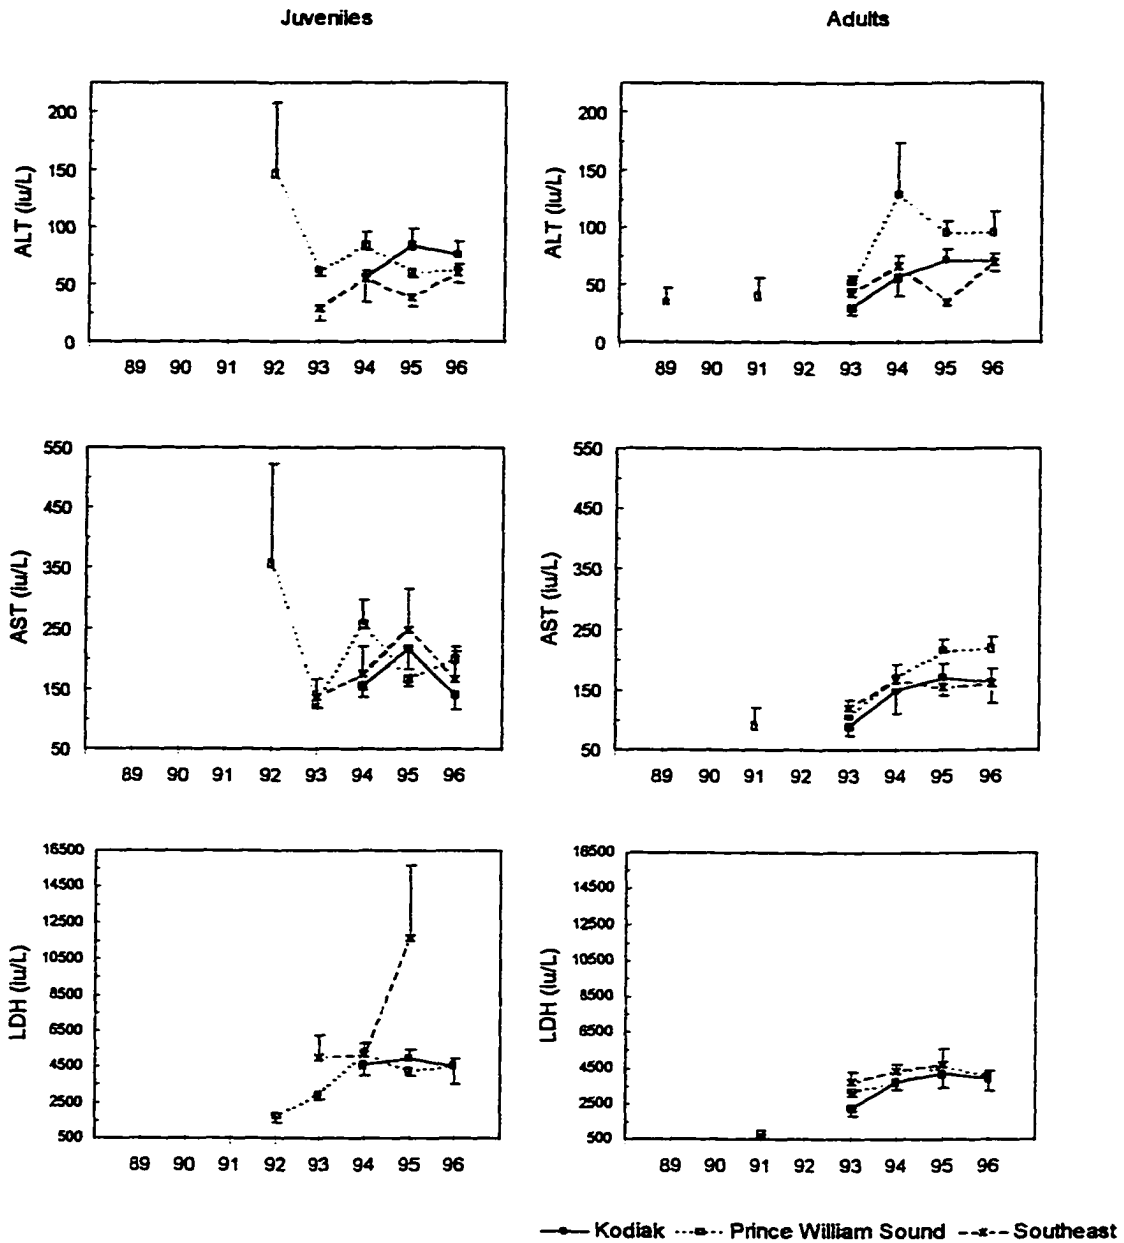 Juveniles
Adults
ALT (iu/L)
200
150
100
50
0
89 90 91 92 93 94 95 96
ALT (iu/L)
200
150
100
50
0
89 90 91 92 93 94 95 96
AST (iu/L)
550
450
350
250
150
50
89 90 91 92 93 94 95 96
AST (iu/L)
550
450
350
250
150
50
89 90 91 92 93 94 95 96
LDH (iu/L)
16500
14500
12500
10500
8500
6500
4500
2500
500
89 90 91 92 93 94 95 96
LDH (iu/L)
16500
14500
12500
10500
8500
6500
4500
2500
500
89 90 91 92 93 94 95 96
Kodiak Prince William Sound Southeast